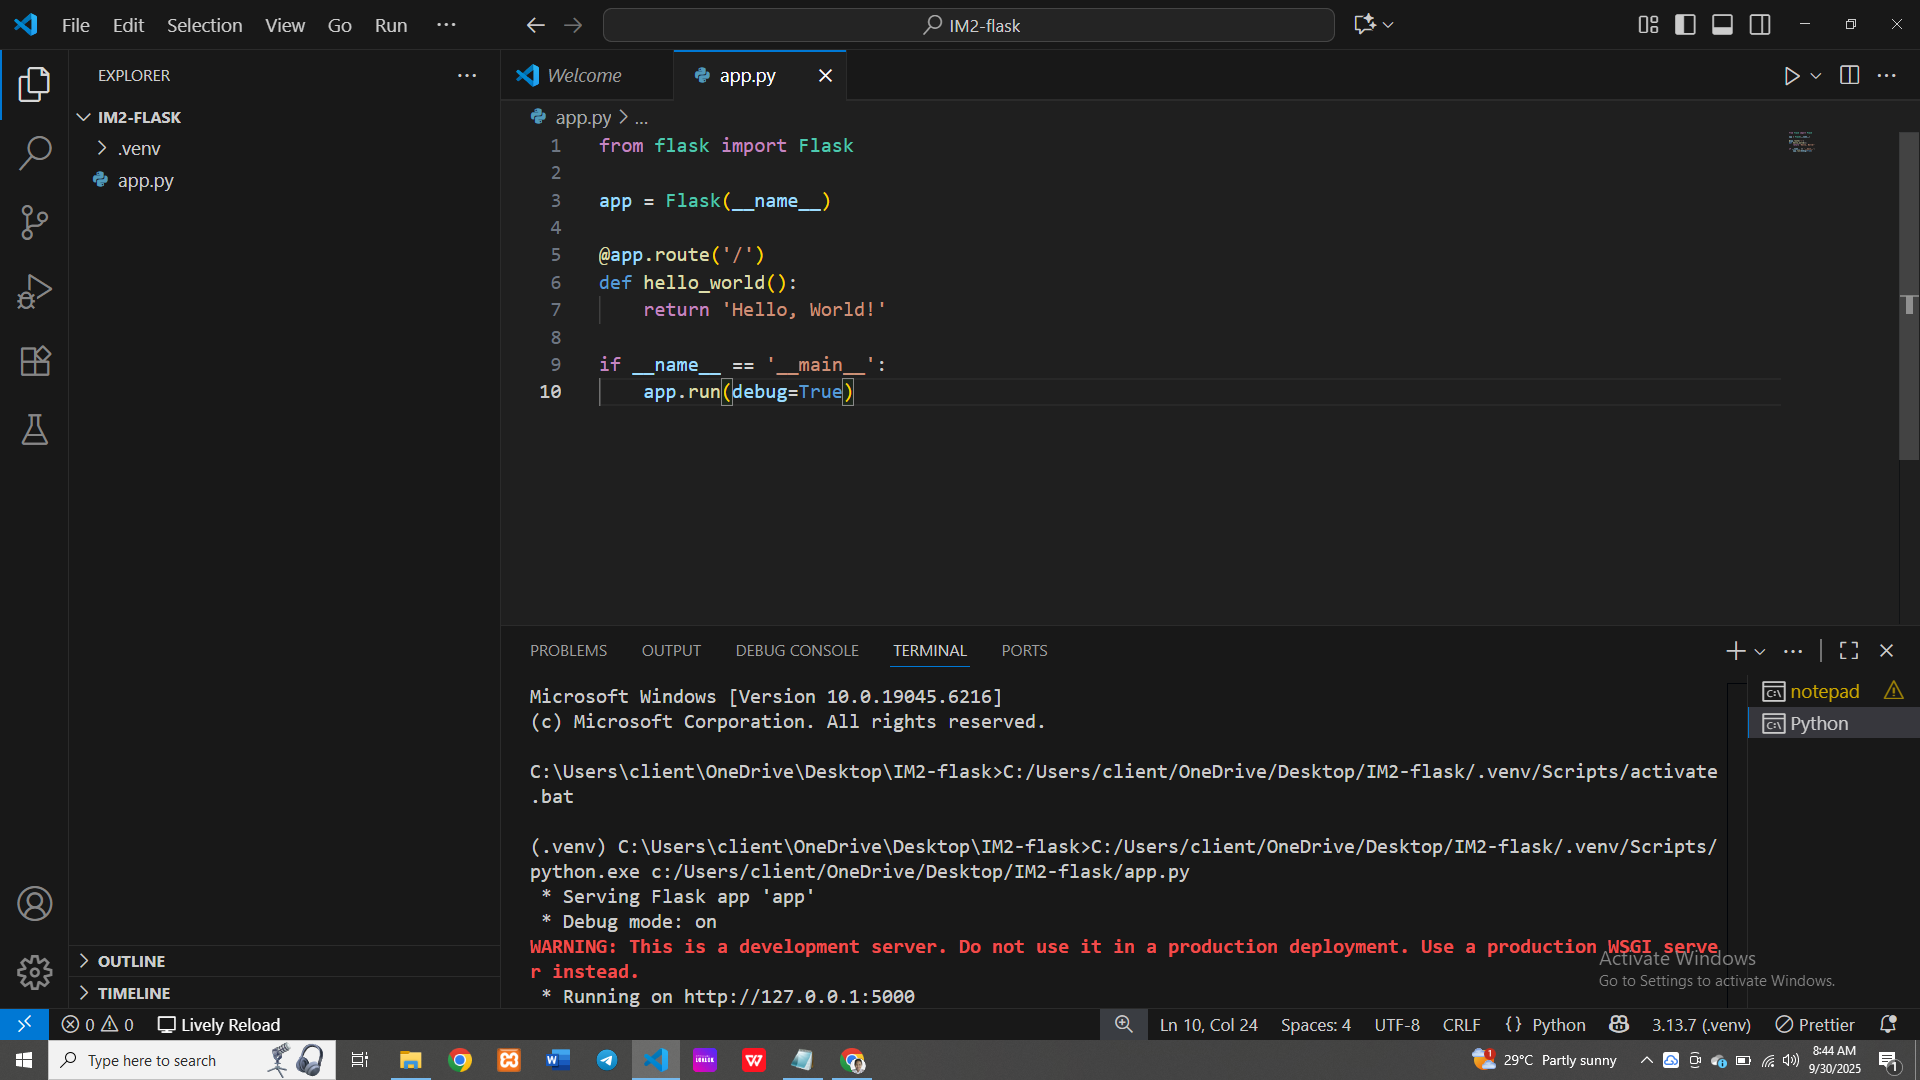 File Edit Selection View Go Run ···
IM2-flask
EXPLORER ···
IM2-FLASK
.venv
app.py
OUTLINE
TIMELINE
Welcome
app.py
app.py > ...
1 from flask import Flask
2
3 app = Flask(__name__)
4
5 @app.route('/')
6 def hello_world():
7 return 'Hello, World!'
8
9 if __name__ == '__main__':
10 app.run(debug=True)
PROBLEMS OUTPUT DEBUG CONSOLE TERMINAL PORTS
Microsoft Windows [Version 10.0.19045.6216]
(c) Microsoft Corporation. All rights reserved.
C:\Users\client\OneDrive\Desktop\IM2-flask>C:/Users/client/OneDrive/Desktop/IM2-flask/.venv/Scripts/activate
.bat
(.venv) C:\Users\client\OneDrive\Desktop\IM2-flask>C:/Users/client/OneDrive/Desktop/IM2-flask/.venv/Scripts/
python.exe c:/Users/client/OneDrive/Desktop/IM2-flask/app.py
* Serving Flask app 'app'
* Debug mode: on
WARNING: This is a development server. Do not use it in a production deployment. Use a production WSGI serve
r instead.
* Running on http://127.0.0.1:5000
notepad
Python
Activate Windows
Go to Settings to activate Windows.
0 0 Lively Reload
Ln 10, Col 24 Spaces: 4 UTF-8 CRLF {} Python 3.13.7 (.venv) Prettier
Type here to search
29°C Partly sunny
8:44 AM
9/30/2025